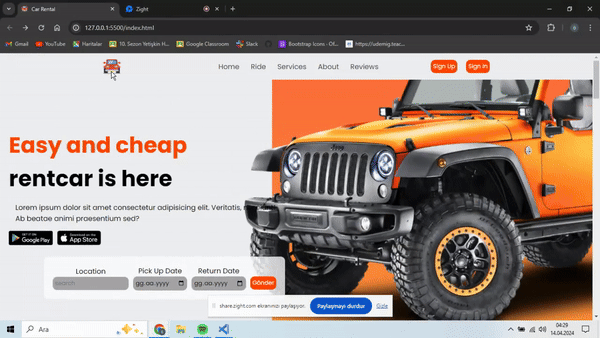 Car Rental
Zight
127.0.0.1:5500/index.html
Gmail
YouTube
Haritalar
10. Sezon Yetişkin H...
Google Classroom
Slack
Bootstrap Icons · Of...
Home
Ride
Services
About
Reviews
Sign Up
Sign In
Easy and cheap
rentcar is here
Lorem ipsum dolor sit amet consectetur adipisicing elit. Veritatis,
Ab beatae animi praesentium sed?
GET IT ON
Google Play
Download on the
App Store
Location
Pick Up Date
Return Date
Search
gg.aa.yyyy
gg.aa.yyyy
Gönder
Jeep
share.zight.com ekranınızı paylaşıyor.
Paylaşmayı durdur
Gizle
Ara
04:29
14.04.2024